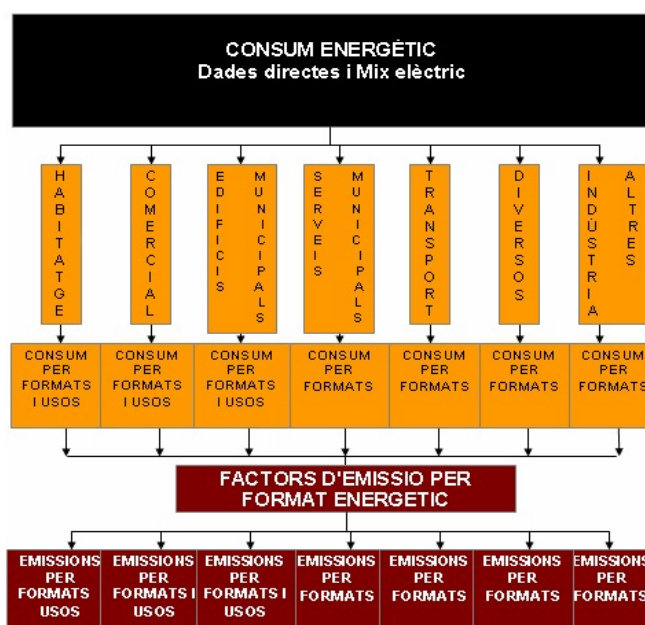 CONSUM ENERGÈTIC
Dades directes i Mix elèctric
HABITATGE
COMERCIAL
EDIFICIS
MUNICIPALS
SERVEIS
MUNICIPALS
TRANSPORT
DIVERSOS
INDÙSTRIA
ALTRES
CONSUM
PER
FORMATS
I USOS
CONSUM
PER
FORMATS
I USOS
CONSUM
PER
FORMATS
I USOS
CONSUM
PER
FORMATS
CONSUM
PER
FORMATS
CONSUM
PER
FORMATS
CONSUM
PER
FORMATS
FACTORS D'EMISSIO PER
FORMAT ENERGETIC
EMISSIONS
PER
FORMATS
USOS
EMISSIONS
PER
FORMATS I
USOS
EMISSIONS
PER
FORMATS I
USOS
EMISSIONS
PER
FORMATS
EMISSIONS
PER
FORMATS
EMISSIONS
PER
FORMATS
EMISSIONS
PER
FORMATS